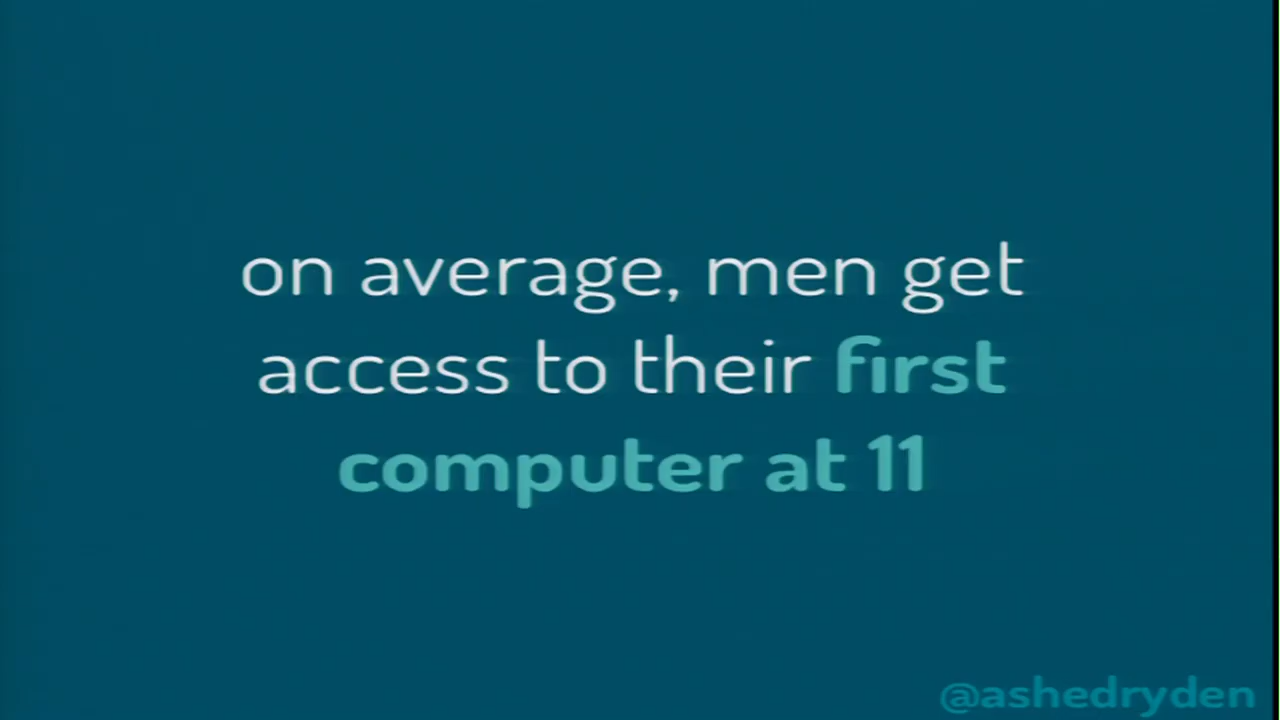 on average, men get
access to their first
computer at 11
@ashedryden